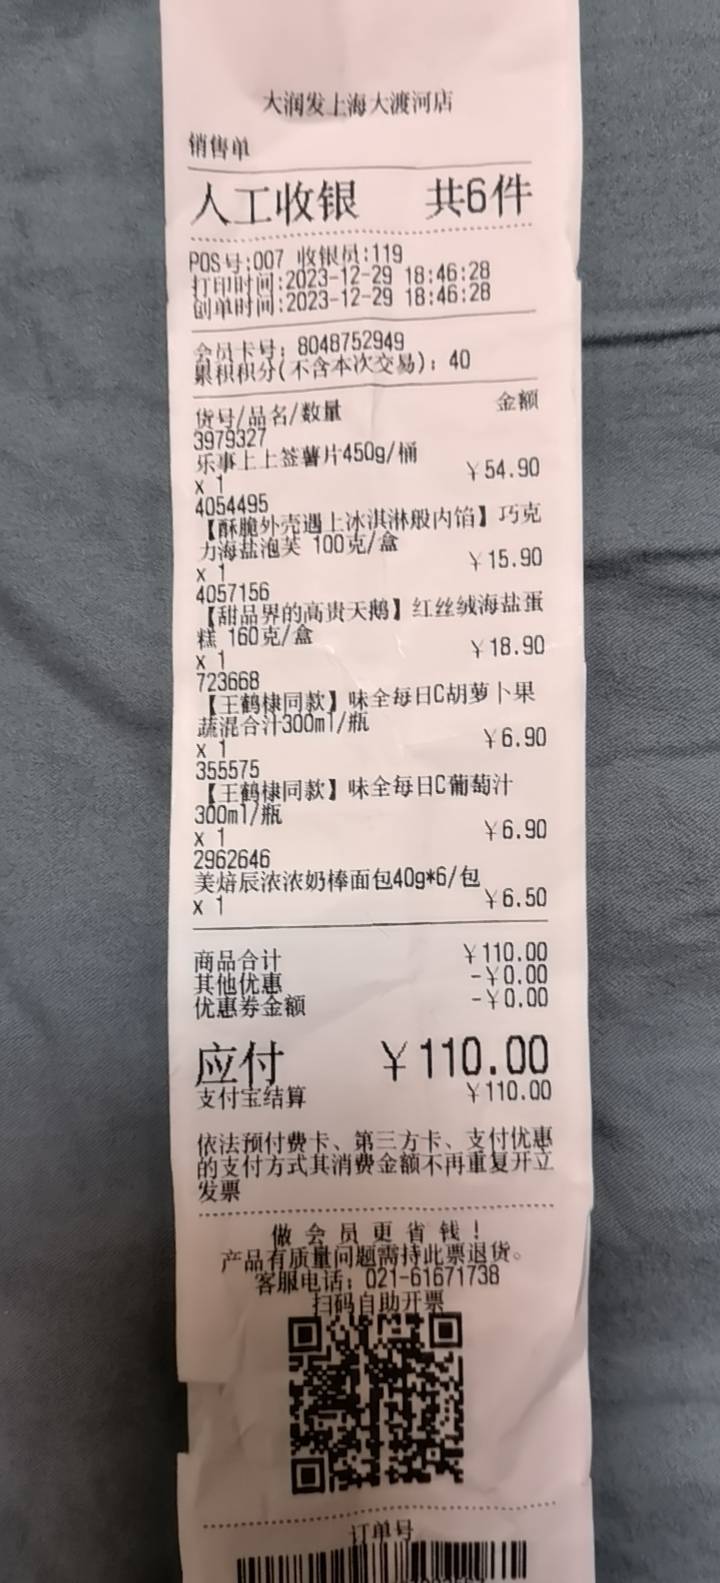 大润发上海大渡河店
销售单
人工收银 共6件
POS号:007 收银员:119
打印时间:2023-12-29 18:46:28
创单时间:2023-12-29 18:46:28
会员卡号: 8048752949
累积积分(不含本次交易): 40
货号/品名/数量 金额
3979327
乐事上上签薯片450g/桶
x 1 ¥54.90
4054495
【酥脆外壳遇上冰淇淋般内馅】巧克
力海盐泡芙 100克/盒
x 1 ¥15.90
4057156
【甜品界的高贵天鹅】红丝绒海盐蛋
糕 160克/盒
x 1 ¥18.90
723668
【王鹤棣同款】味全每日C胡萝卜果
蔬混合汁300ml/瓶
x 1 ¥6.90
355575
【王鹤棣同款】味全每日C葡萄汁
300ml/瓶
x 1 ¥6.90
2962646
美焙辰浓浓奶棒面包40g*6/包
x 1 ¥6.50
商品合计 ¥110.00
其他优惠 -¥0.00
优惠券金额 -¥0.00
应付 ¥110.00
支付宝结算 ¥110.00
依法预付费卡、第三方卡、支付优惠
的支付方式其消费金额不再重复开立
发票
做会员更省钱!
产品有质量问题需持此票退货。
客服电话: 021-61671738
扫码自助开票
订单号